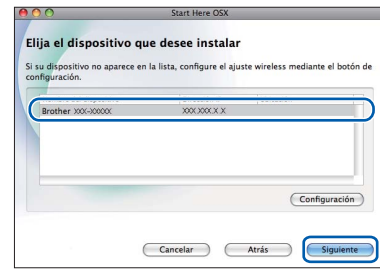 Start Here OSX
Elija el dispositivo que desee instalar
Si su dispositivo no aparece en la lista, configure el ajuste wireless mediante el botón de
configuración.
Brother XXX-XXXXX XXX.XXX.X.X
Configuración
Cancelar Atrás Siguiente